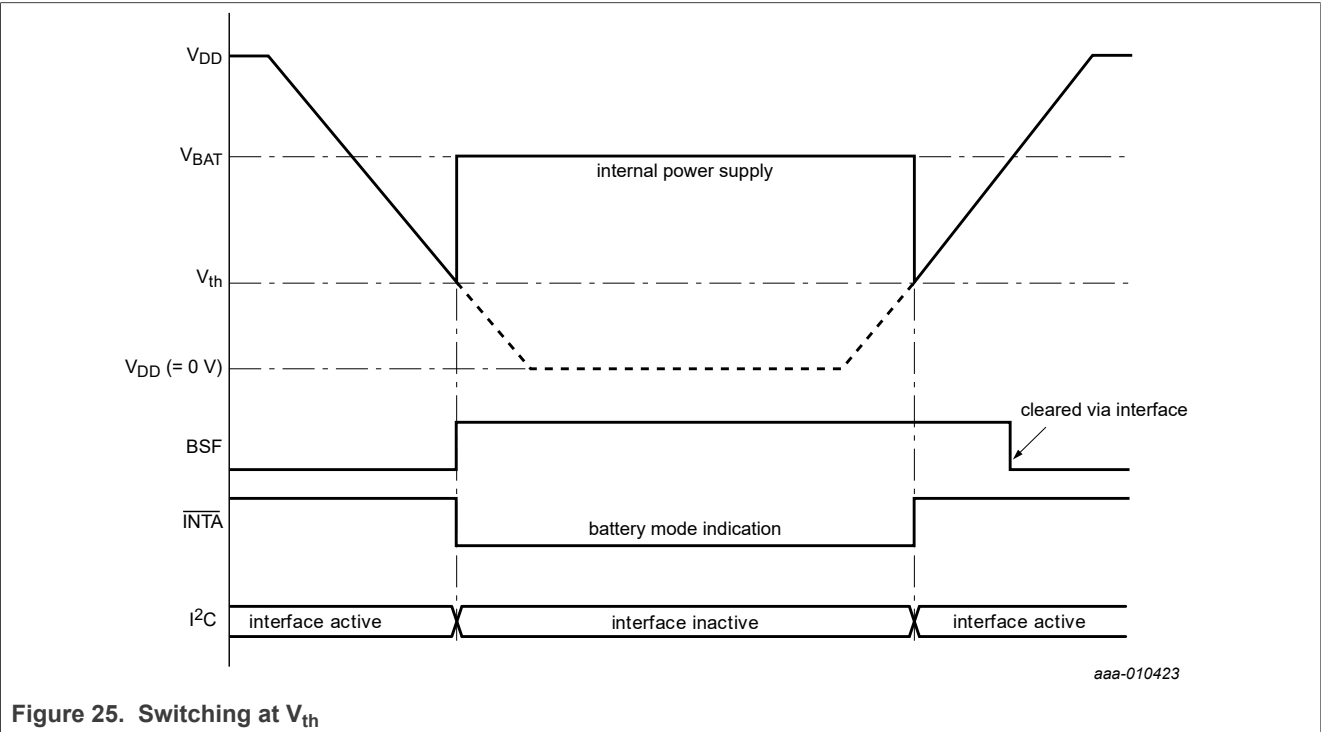 VDD
VBAT
internal power supply
Vth
VDD (= 0 V)
cleared via interface
BSF
INTA
battery mode indication
I2C
interface active
interface inactive
interface active
aaa-010423
Figure 25. Switching at Vth